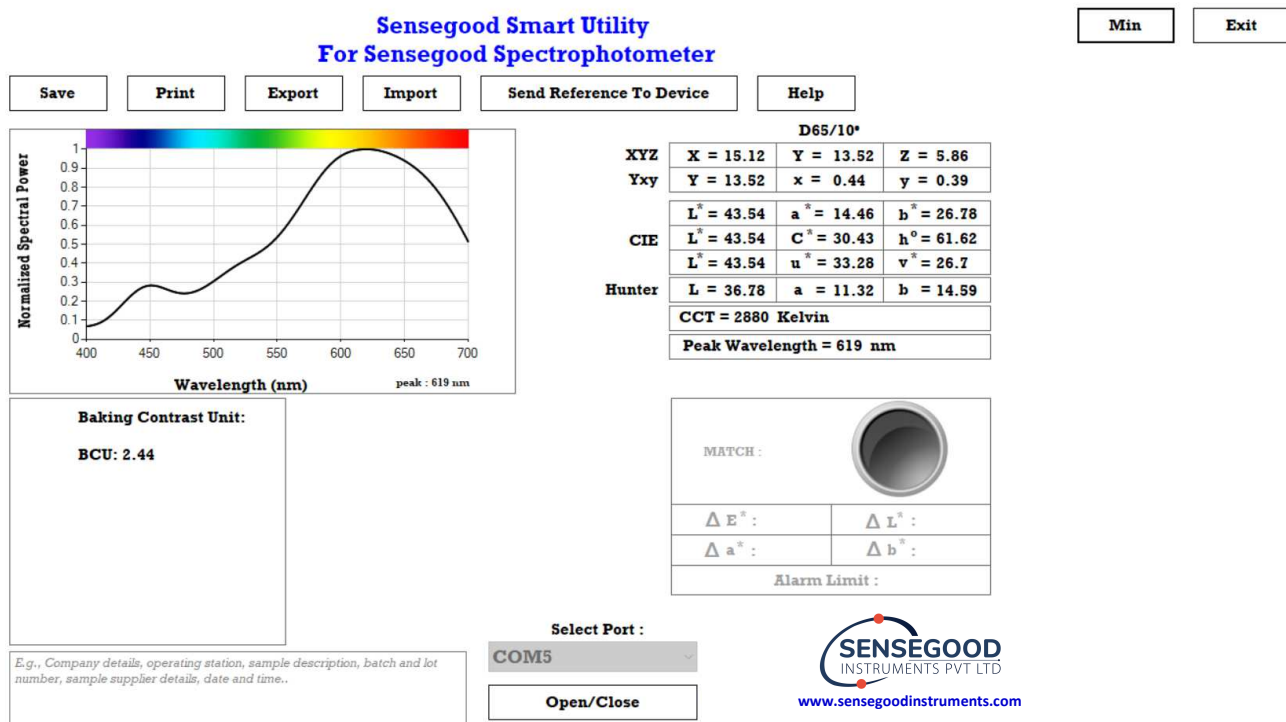 Sensegood Smart Utility
For Sensegood Spectrophotometer
Min
Exit
Save
Print
Export
Import
Send Reference To Device
Help
Normalized Spectral Power
1
0.9
0.8
0.7
0.6
0.5
0.4
0.3
0.2
0.1
0
400 450 500 550 600 650 700
Wavelength (nm)
peak : 619 nm
D65/10°
XYZ X = 15.12 Y = 13.52 Z = 5.86
Yxy Y = 13.52 x = 0.44 y = 0.39
L* = 43.54 a* = 14.46 b* = 26.78
CIE L* = 43.54 C* = 30.43 h° = 61.62
L* = 43.54 u* = 33.28 v* = 26.7
Hunter L = 36.78 a = 11.32 b = 14.59
CCT = 2880 Kelvin
Peak Wavelength = 619 nm
Baking Contrast Unit:
BCU: 2.44
MATCH :
Δ E* : Δ L* :
Δ a* : Δ b* :
Alarm Limit :
E.g., Company details, operating station, sample description, batch and lot
number, sample supplier details, date and time..
Select Port :
COM5
Open/Close
SENSEGOOD
INSTRUMENTS PVT LTD
www.sensegoodinstruments.com